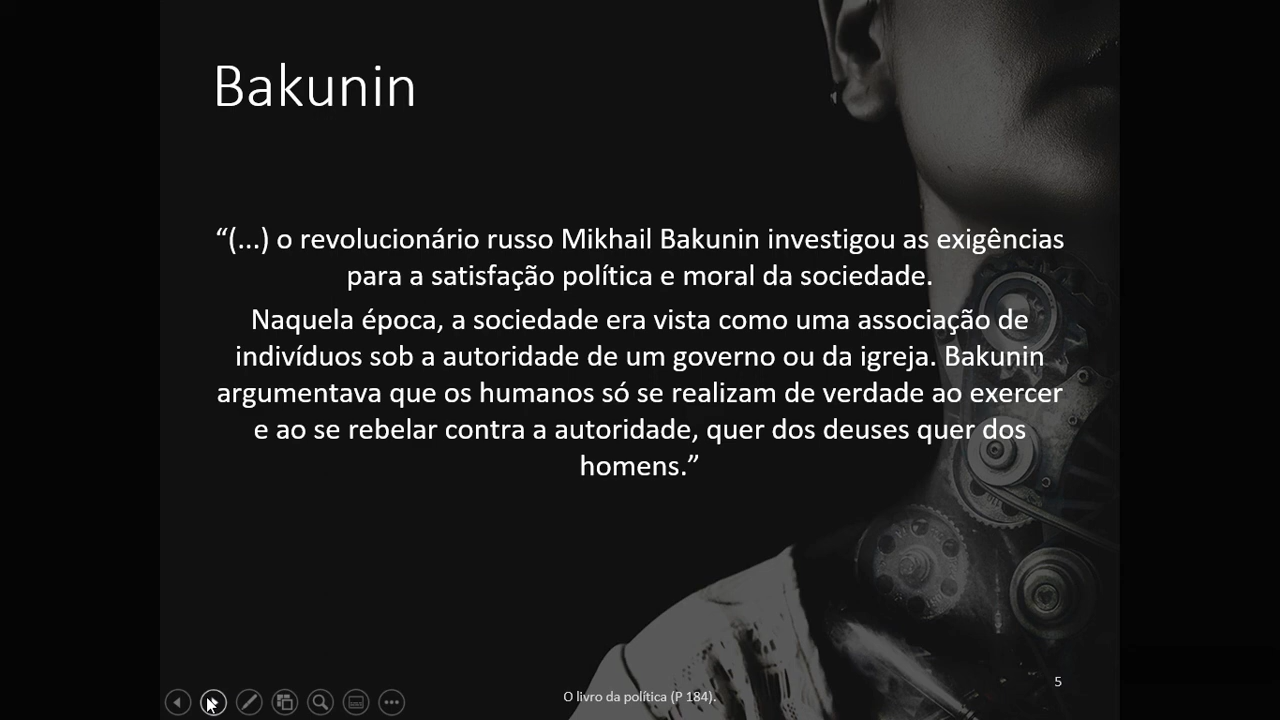 Bakunin
“(...) o revolucionário russo Mikhail Bakunin investigou as exigências
para a satisfação política e moral da sociedade.
Naquela época, a sociedade era vista como uma associação de
indivíduos sob a autoridade de um governo ou da igreja. Bakunin
argumentava que os humanos só se realizam de verdade ao exercer
e ao se rebelar contra a autoridade, quer dos deuses quer dos
homens.”
O livro da política (P 184).
5